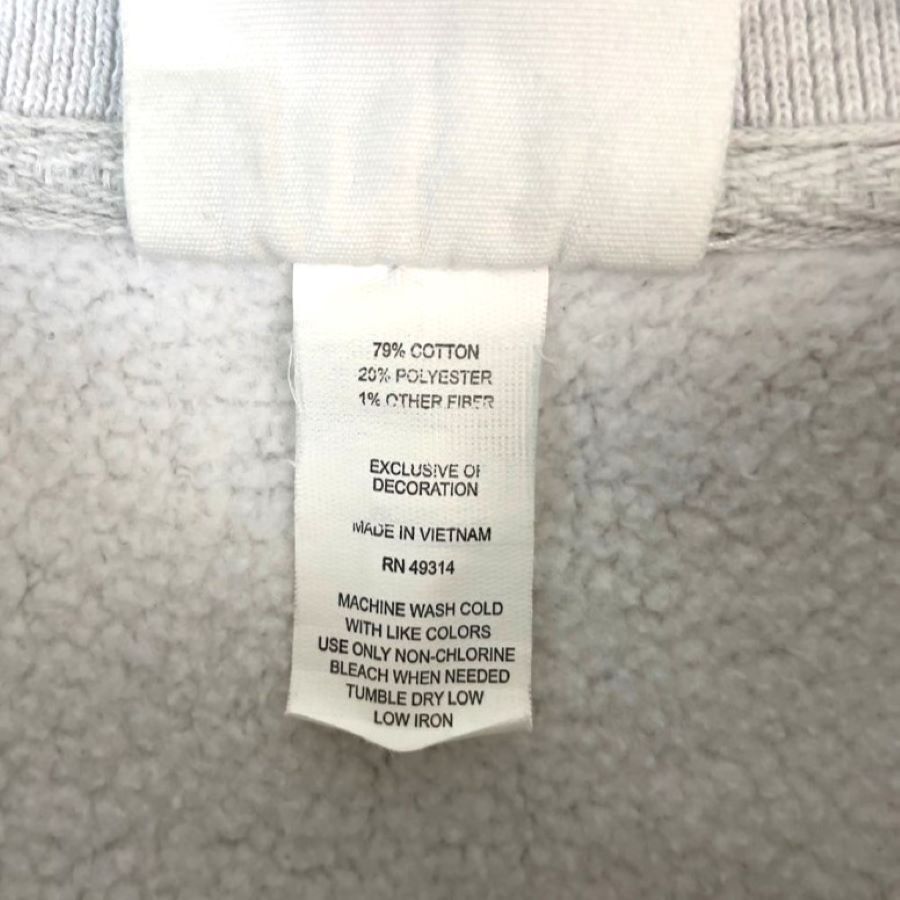 79% COTTON
20% POLYESTER
1% OTHER FIBER
EXCLUSIVE OF
DECORATION
MADE IN VIETNAM
RN 49314
MACHINE WASH COLD
WITH LIKE COLORS
USE ONLY NON-CHLORINE
BLEACH WHEN NEEDED
TUMBLE DRY LOW
LOW IRON